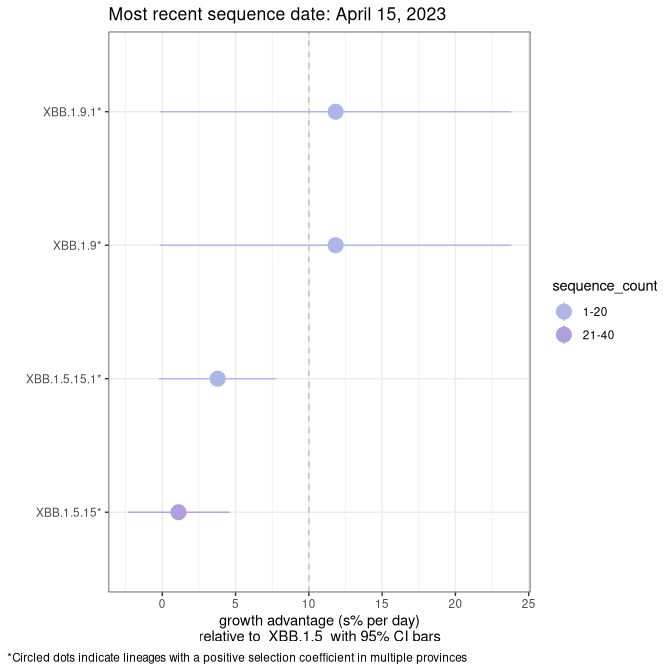 Most recent sequence date: April 15, 2023
XBB.1.9.1*
XBB.1.9*
XBB.1.5.15.1*
XBB.1.5.15*
0 5 10 15 20 25
growth advantage (s% per day)
relative to  XBB.1.5  with 95% CI bars
sequence_count
1-20
21-40
*Circled dots indicate lineages with a positive selection coefficient in multiple provinces